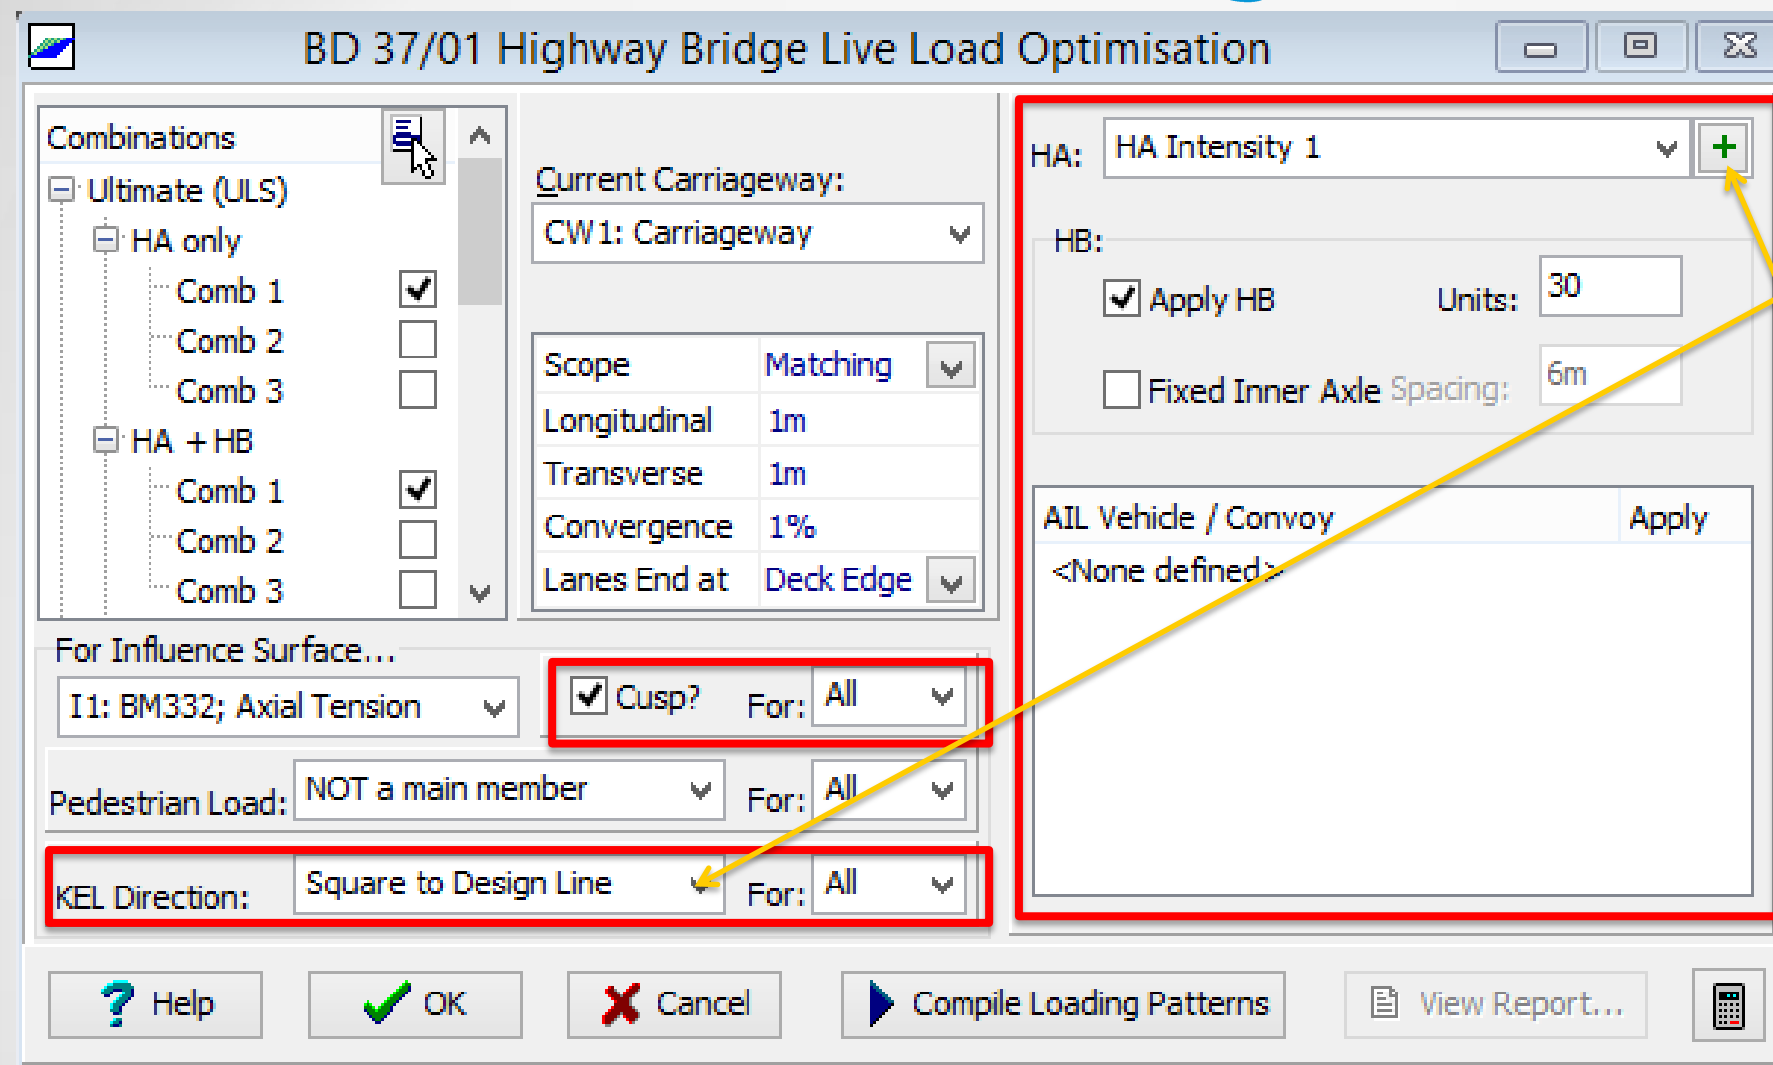 BD 37/01 Highway Bridge Live Load Optimisation
Combinations
Ultimate (ULS)
HA only
Comb 1
Comb 2
Comb 3
HA + HB
Comb 1
Comb 2
Comb 3
Current Carriageway:
CW1: Carriageway
Scope Matching
Longitudinal 1m
Transverse 1m
Convergence 1%
Lanes End at Deck Edge
For Influence Surface...
I1: BM332; Axial Tension
Cusp? For: All
Pedestrian Load: NOT a main member For: All
KEL Direction: Square to Design Line For: All
HA: HA Intensity 1
HB:
Apply HB Units: 30
Fixed Inner Axle Spacing: 6m
AIL Vehicle / Convoy Apply
<None defined>
Help OK Cancel Compile Loading Patterns View Report...